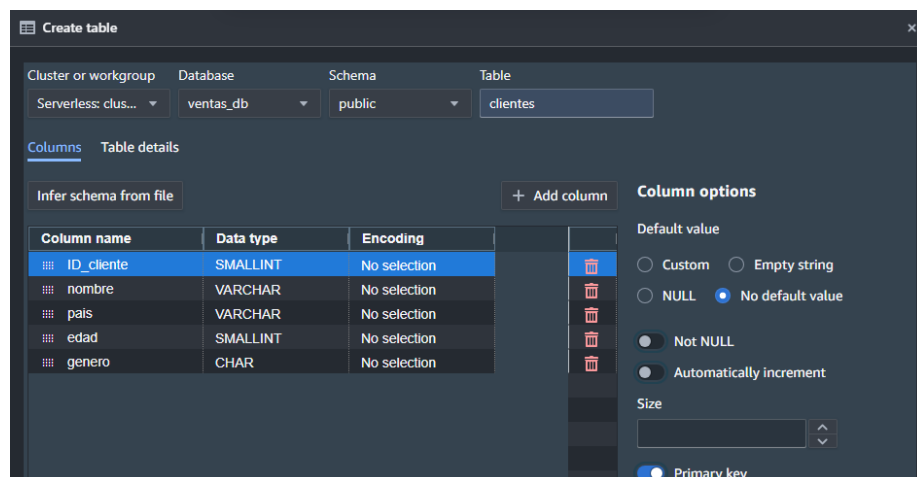 Create table
Cluster or workgroup Database Schema Table
Serverless: clus... ventas_db public clientes
Columns Table details
Infer schema from file + Add column Column options
Column name Data type Encoding Default value
ID_cliente SMALLINT No selection Custom Empty string
nombre VARCHAR No selection NULL No default value
pais VARCHAR No selection
edad SMALLINT No selection Not NULL
genero CHAR No selection Automatically increment
Size
Primary key